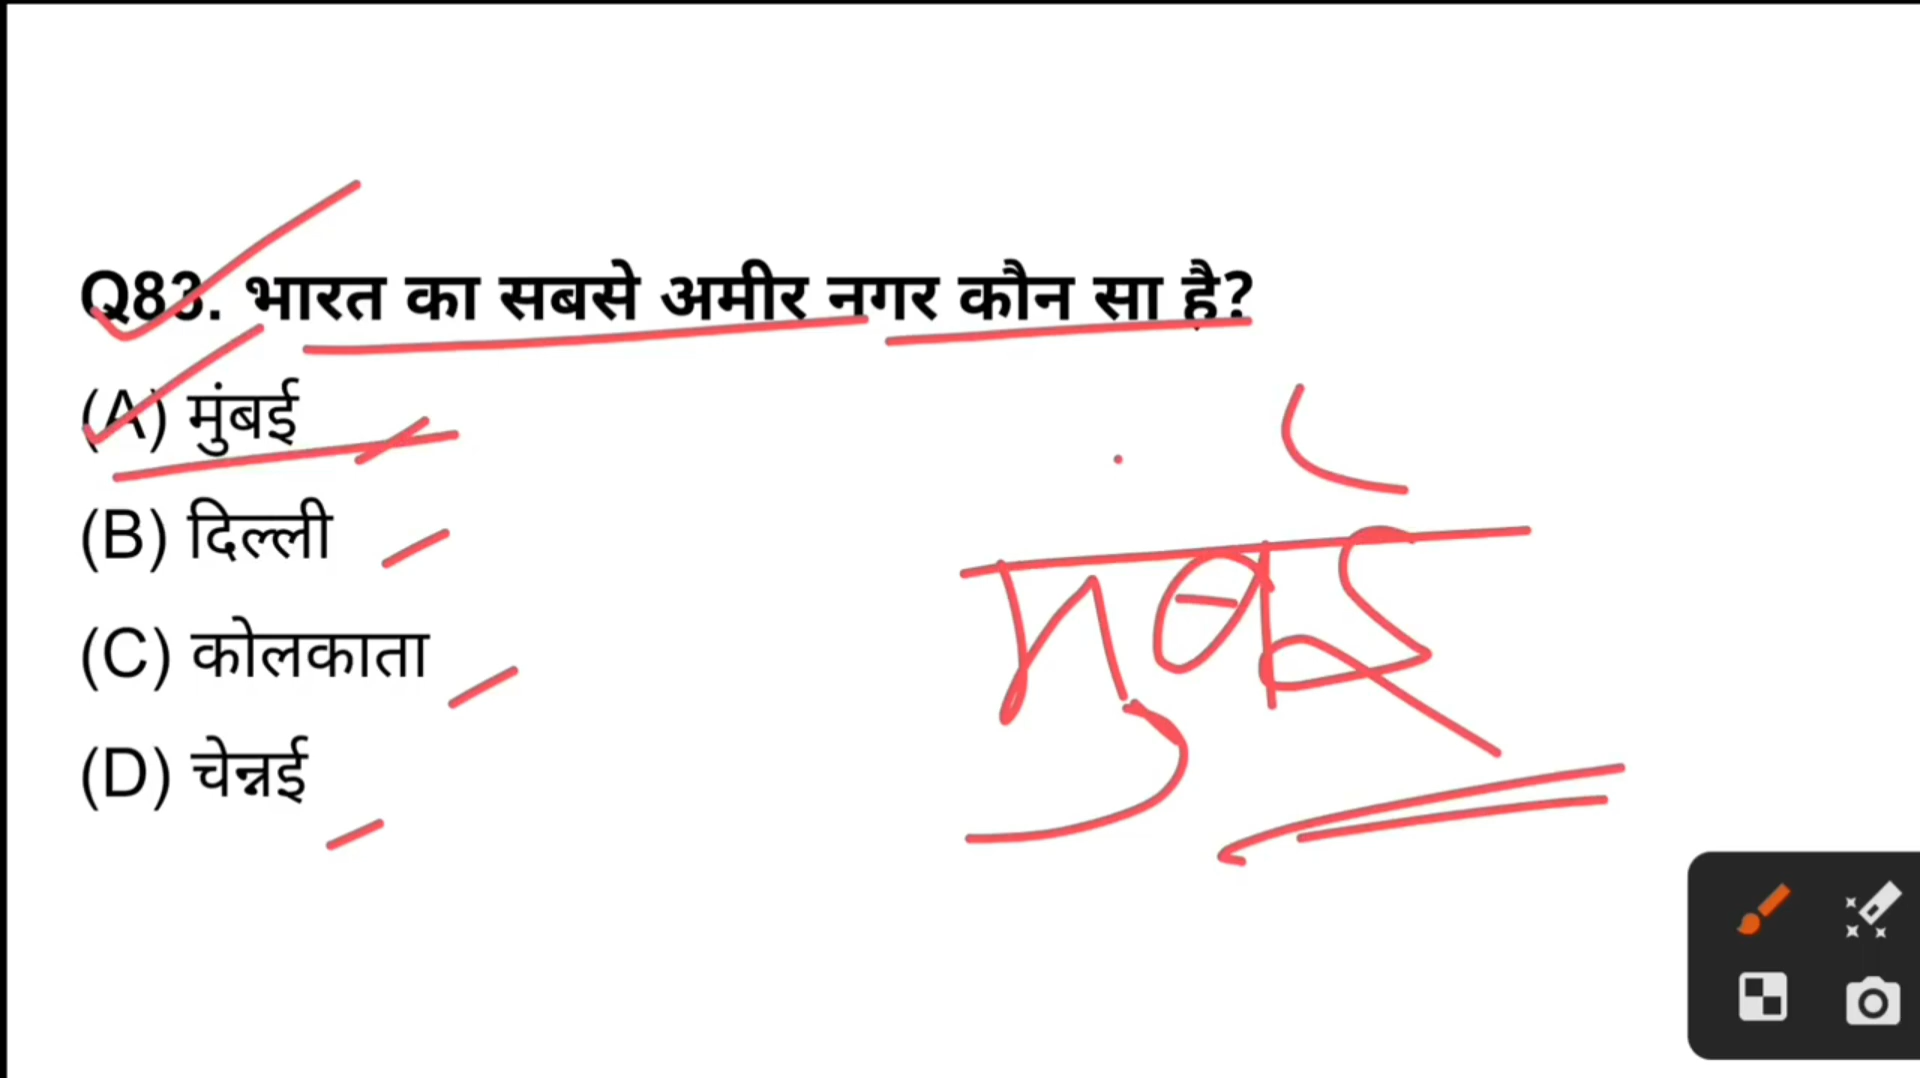 Q83. भारत का सबसे अमीर नगर कौन सा है?
(A) मुंबई
(B) दिल्ली
(C) कोलकाता
(D) चेन्नई
मुबई